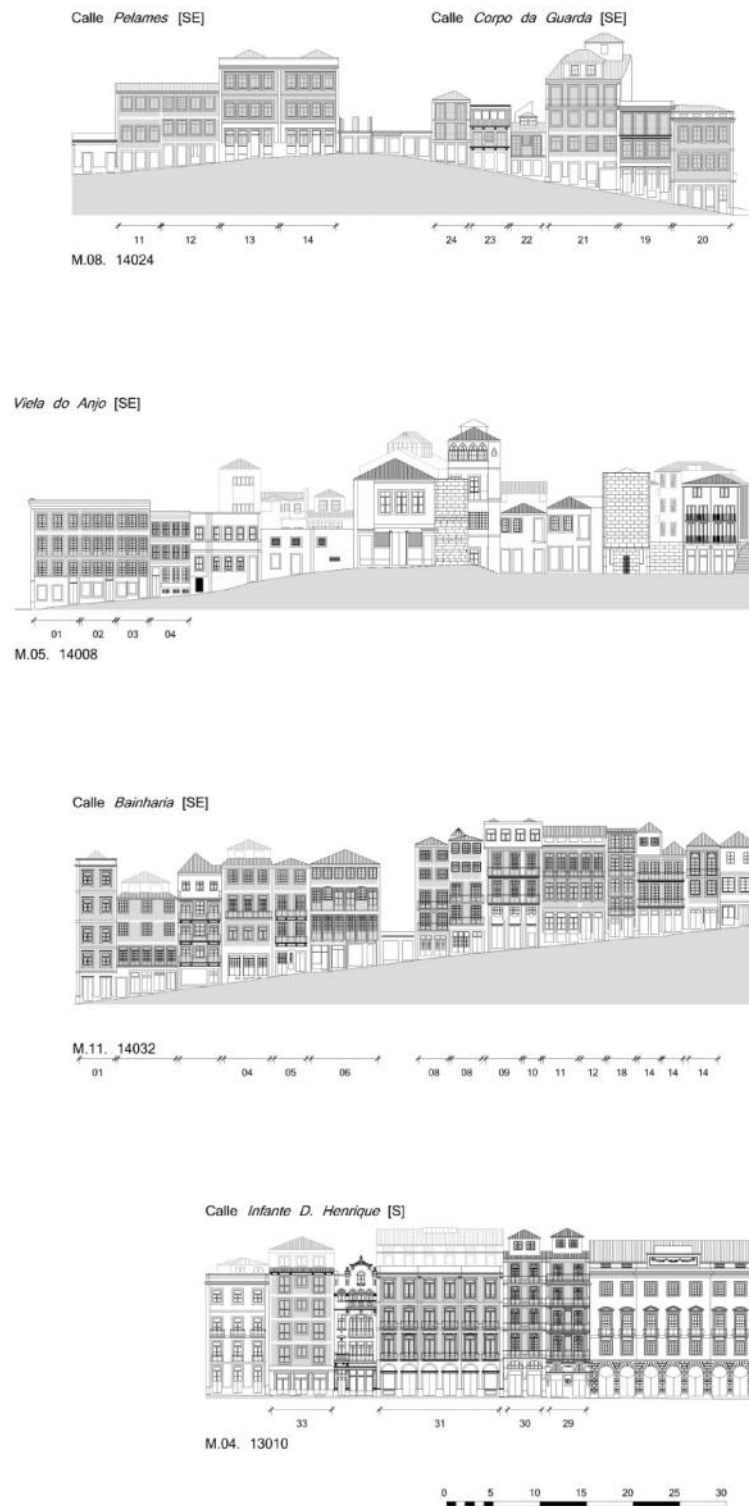 Calle Pelames [SE] Calle Corpo da Guarda [SE]
11 12 13 14 24 23 22 21 19 20
M.08. 14024
Viela do Anjo [SE]
01 02 03 04
M.05. 14008
Calle Bainharia [SE]
M.11. 14032
01 04 05 06 08 08 09 10 11 12 18 14 14 14
Calle Infante D. Henrique [S]
33 31 30 29
M.04. 13010
0 5 10 15 20 25 30